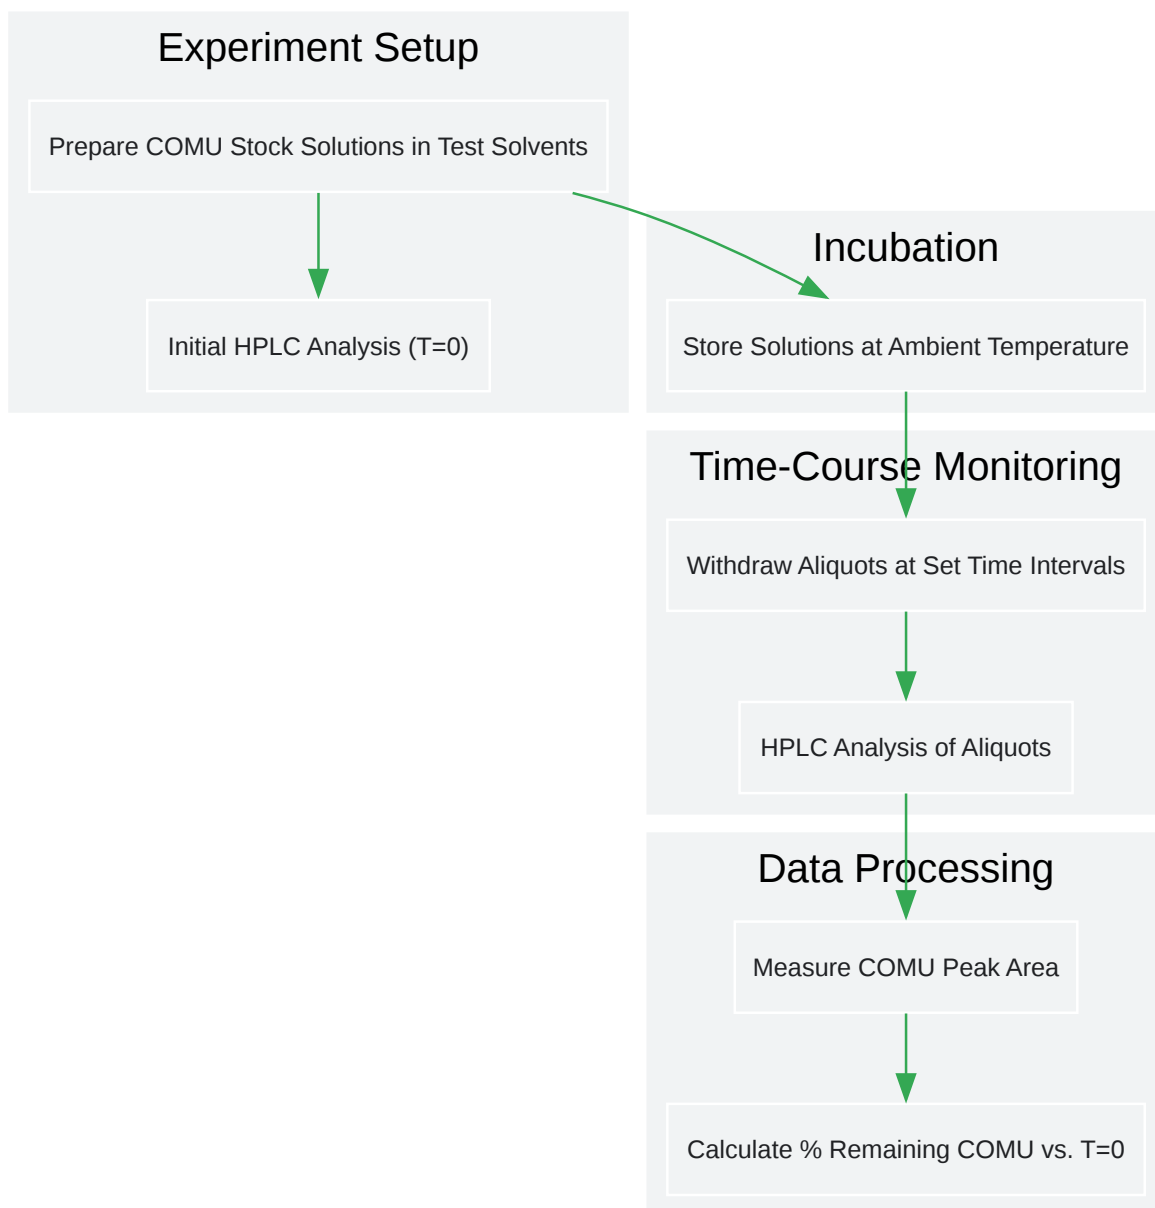 Experiment Setup
Prepare COMU Stock Solutions in Test Solvents
Initial HPLC Analysis (T=0)
Incubation
Store Solutions at Ambient Temperature
Time-Course Monitoring
Withdraw Aliquots at Set Time Intervals
HPLC Analysis of Aliquots
Data Processing
Measure COMU Peak Area
Calculate % Remaining COMU vs. T=0